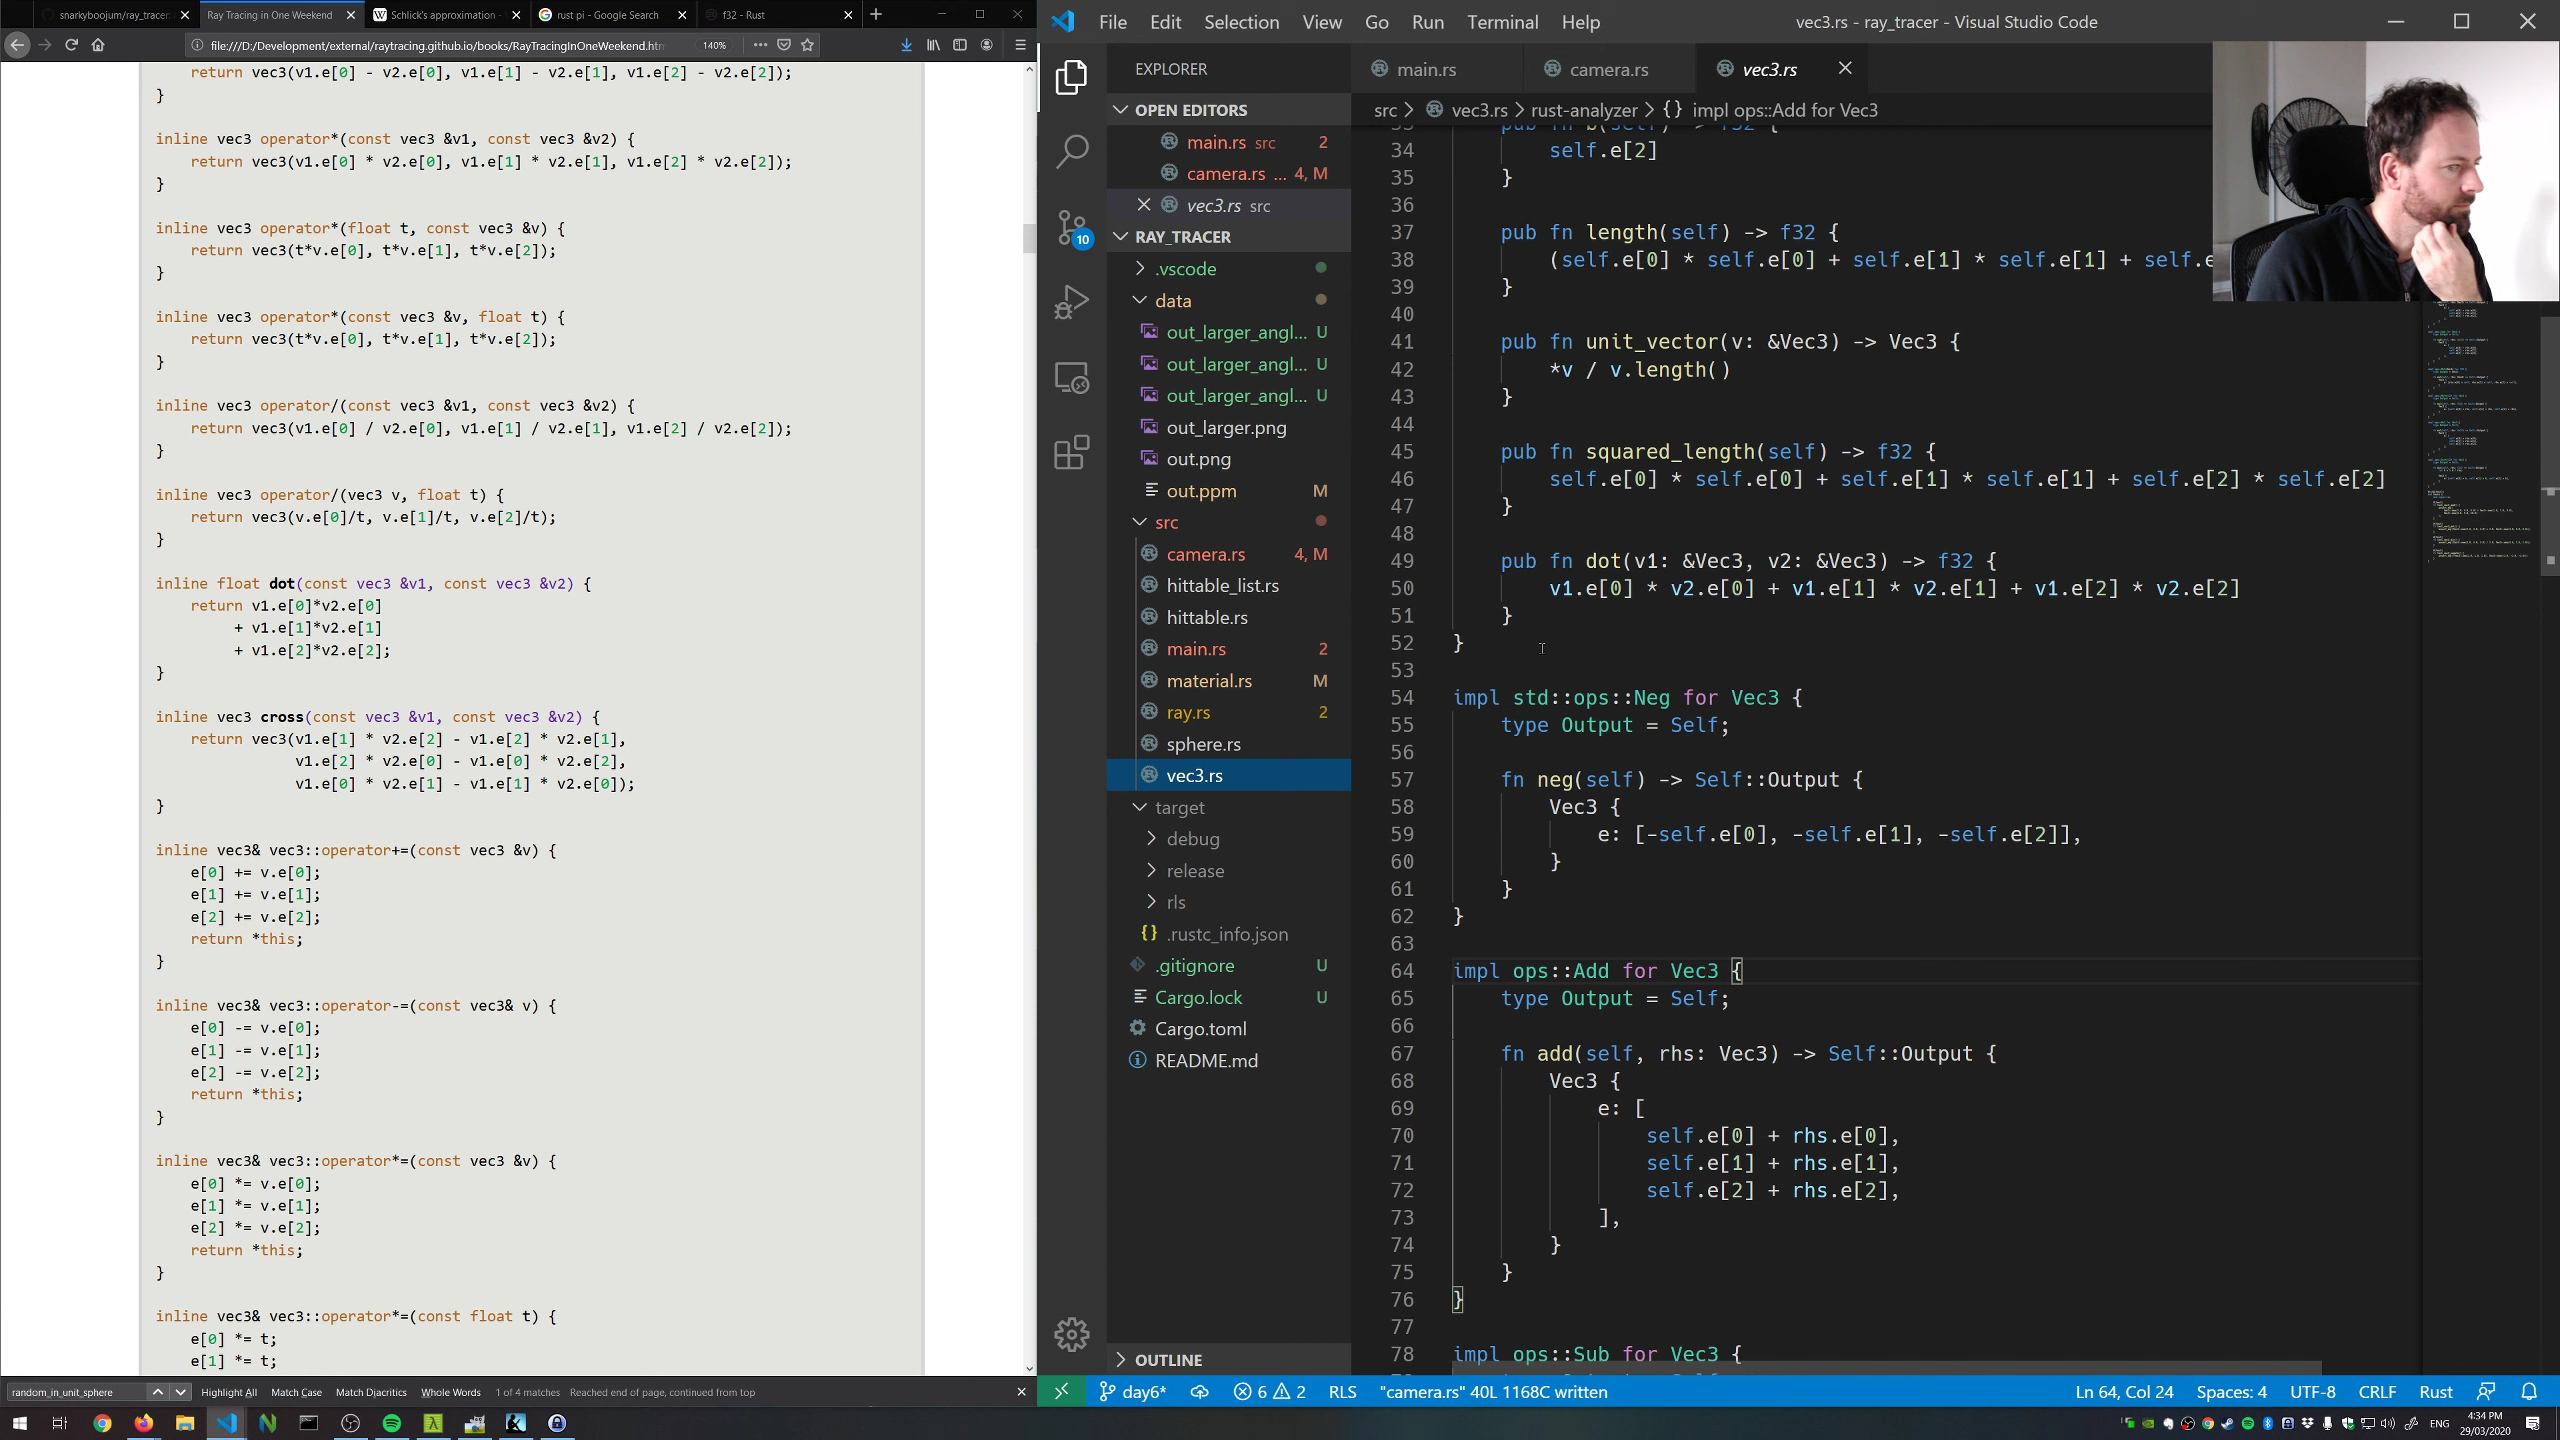 snarkyboojum/ray_tracer
Ray Tracing in One Weekend
Schlick's approximation -
rust pi - Google Search
f32 - Rust
file:///D:/Development/external/raytracing.github.io/books/RayTracingInOneWeekend.htm
140%
return vec3(v1.e[0] - v2.e[0], v1.e[1] - v2.e[1], v1.e[2] - v2.e[2]);
}
inline vec3 operator*(const vec3 &v1, const vec3 &v2) {
return vec3(v1.e[0] * v2.e[0], v1.e[1] * v2.e[1], v1.e[2] * v2.e[2]);
}
inline vec3 operator*(float t, const vec3 &v) {
return vec3(t*v.e[0], t*v.e[1], t*v.e[2]);
}
inline vec3 operator*(const vec3 &v, float t) {
return vec3(t*v.e[0], t*v.e[1], t*v.e[2]);
}
inline vec3 operator/(const vec3 &v1, const vec3 &v2) {
return vec3(v1.e[0] / v2.e[0], v1.e[1] / v2.e[1], v1.e[2] / v2.e[2]);
}
inline vec3 operator/(vec3 v, float t) {
return vec3(v.e[0]/t, v.e[1]/t, v.e[2]/t);
}
inline float dot(const vec3 &v1, const vec3 &v2) {
return v1.e[0]*v2.e[0]
+ v1.e[1]*v2.e[1]
+ v1.e[2]*v2.e[2];
}
inline vec3 cross(const vec3 &v1, const vec3 &v2) {
return vec3(v1.e[1] * v2.e[2] - v1.e[2] * v2.e[1],
v1.e[2] * v2.e[0] - v1.e[0] * v2.e[2],
v1.e[0] * v2.e[1] - v1.e[1] * v2.e[0]);
}
inline vec3& vec3::operator+=(const vec3 &v) {
e[0] += v.e[0];
e[1] += v.e[1];
e[2] += v.e[2];
return *this;
}
inline vec3& vec3::operator-=(const vec3& v) {
e[0] -= v.e[0];
e[1] -= v.e[1];
e[2] -= v.e[2];
return *this;
}
inline vec3& vec3::operator*=(const vec3 &v) {
e[0] *= v.e[0];
e[1] *= v.e[1];
e[2] *= v.e[2];
return *this;
}
inline vec3& vec3::operator*=(const float t) {
e[0] *= t;
e[1] *= t;
random_in_unit_sphere
Highlight All
Match Case
Match Diacritics
Whole Words
1 of 4 matches
Reached end of page, continued from top
File Edit Selection View Go Run Terminal Help
vec3.rs - ray_tracer - Visual Studio Code
EXPLORER
OPEN EDITORS
main.rs src 2
camera.rs ... 4, M
vec3.rs src
10
RAY_TRACER
.vscode
data
out_larger_angl... U
out_larger_angl... U
out_larger_angl... U
out_larger.png
out.png
out.ppm M
src
camera.rs 4, M
hittable_list.rs
hittable.rs
main.rs 2
material.rs M
ray.rs 2
sphere.rs
vec3.rs
target
debug
release
rls
{} .rustc_info.json
.gitignore U
Cargo.lock U
Cargo.toml
README.md
OUTLINE
main.rs
camera.rs
vec3.rs
src > vec3.rs > rust-analyzer > {} impl ops::Add for Vec3
33 pub fn b(self) -> f32 {
34 self.e[2]
35 }
36
37 pub fn length(self) -> f32 {
38 (self.e[0] * self.e[0] + self.e[1] * self.e[1] + self.e
39 }
40
41 pub fn unit_vector(v: &Vec3) -> Vec3 {
42 *v / v.length()
43 }
44
45 pub fn squared_length(self) -> f32 {
46 self.e[0] * self.e[0] + self.e[1] * self.e[1] + self.e[2] * self.e[2]
47 }
48
49 pub fn dot(v1: &Vec3, v2: &Vec3) -> f32 {
50 v1.e[0] * v2.e[0] + v1.e[1] * v2.e[1] + v1.e[2] * v2.e[2]
51 }
52 }
53
54 impl std::ops::Neg for Vec3 {
55 type Output = Self;
56
57 fn neg(self) -> Self::Output {
58 Vec3 {
59 e: [-self.e[0], -self.e[1], -self.e[2]],
60 }
61 }
62 }
63
64 impl ops::Add for Vec3 {
65 type Output = Self;
66
67 fn add(self, rhs: Vec3) -> Self::Output {
68 Vec3 {
69 e: [
70 self.e[0] + rhs.e[0],
71 self.e[1] + rhs.e[1],
72 self.e[2] + rhs.e[2],
73 ],
74 }
75 }
76 }
77
78 impl ops::Sub for Vec3 {
day6*
6 2
RLS
"camera.rs" 40L 1168C written
Ln 64, Col 24
Spaces: 4
UTF-8
CRLF
Rust
ENG
4:34 PM
29/03/2020